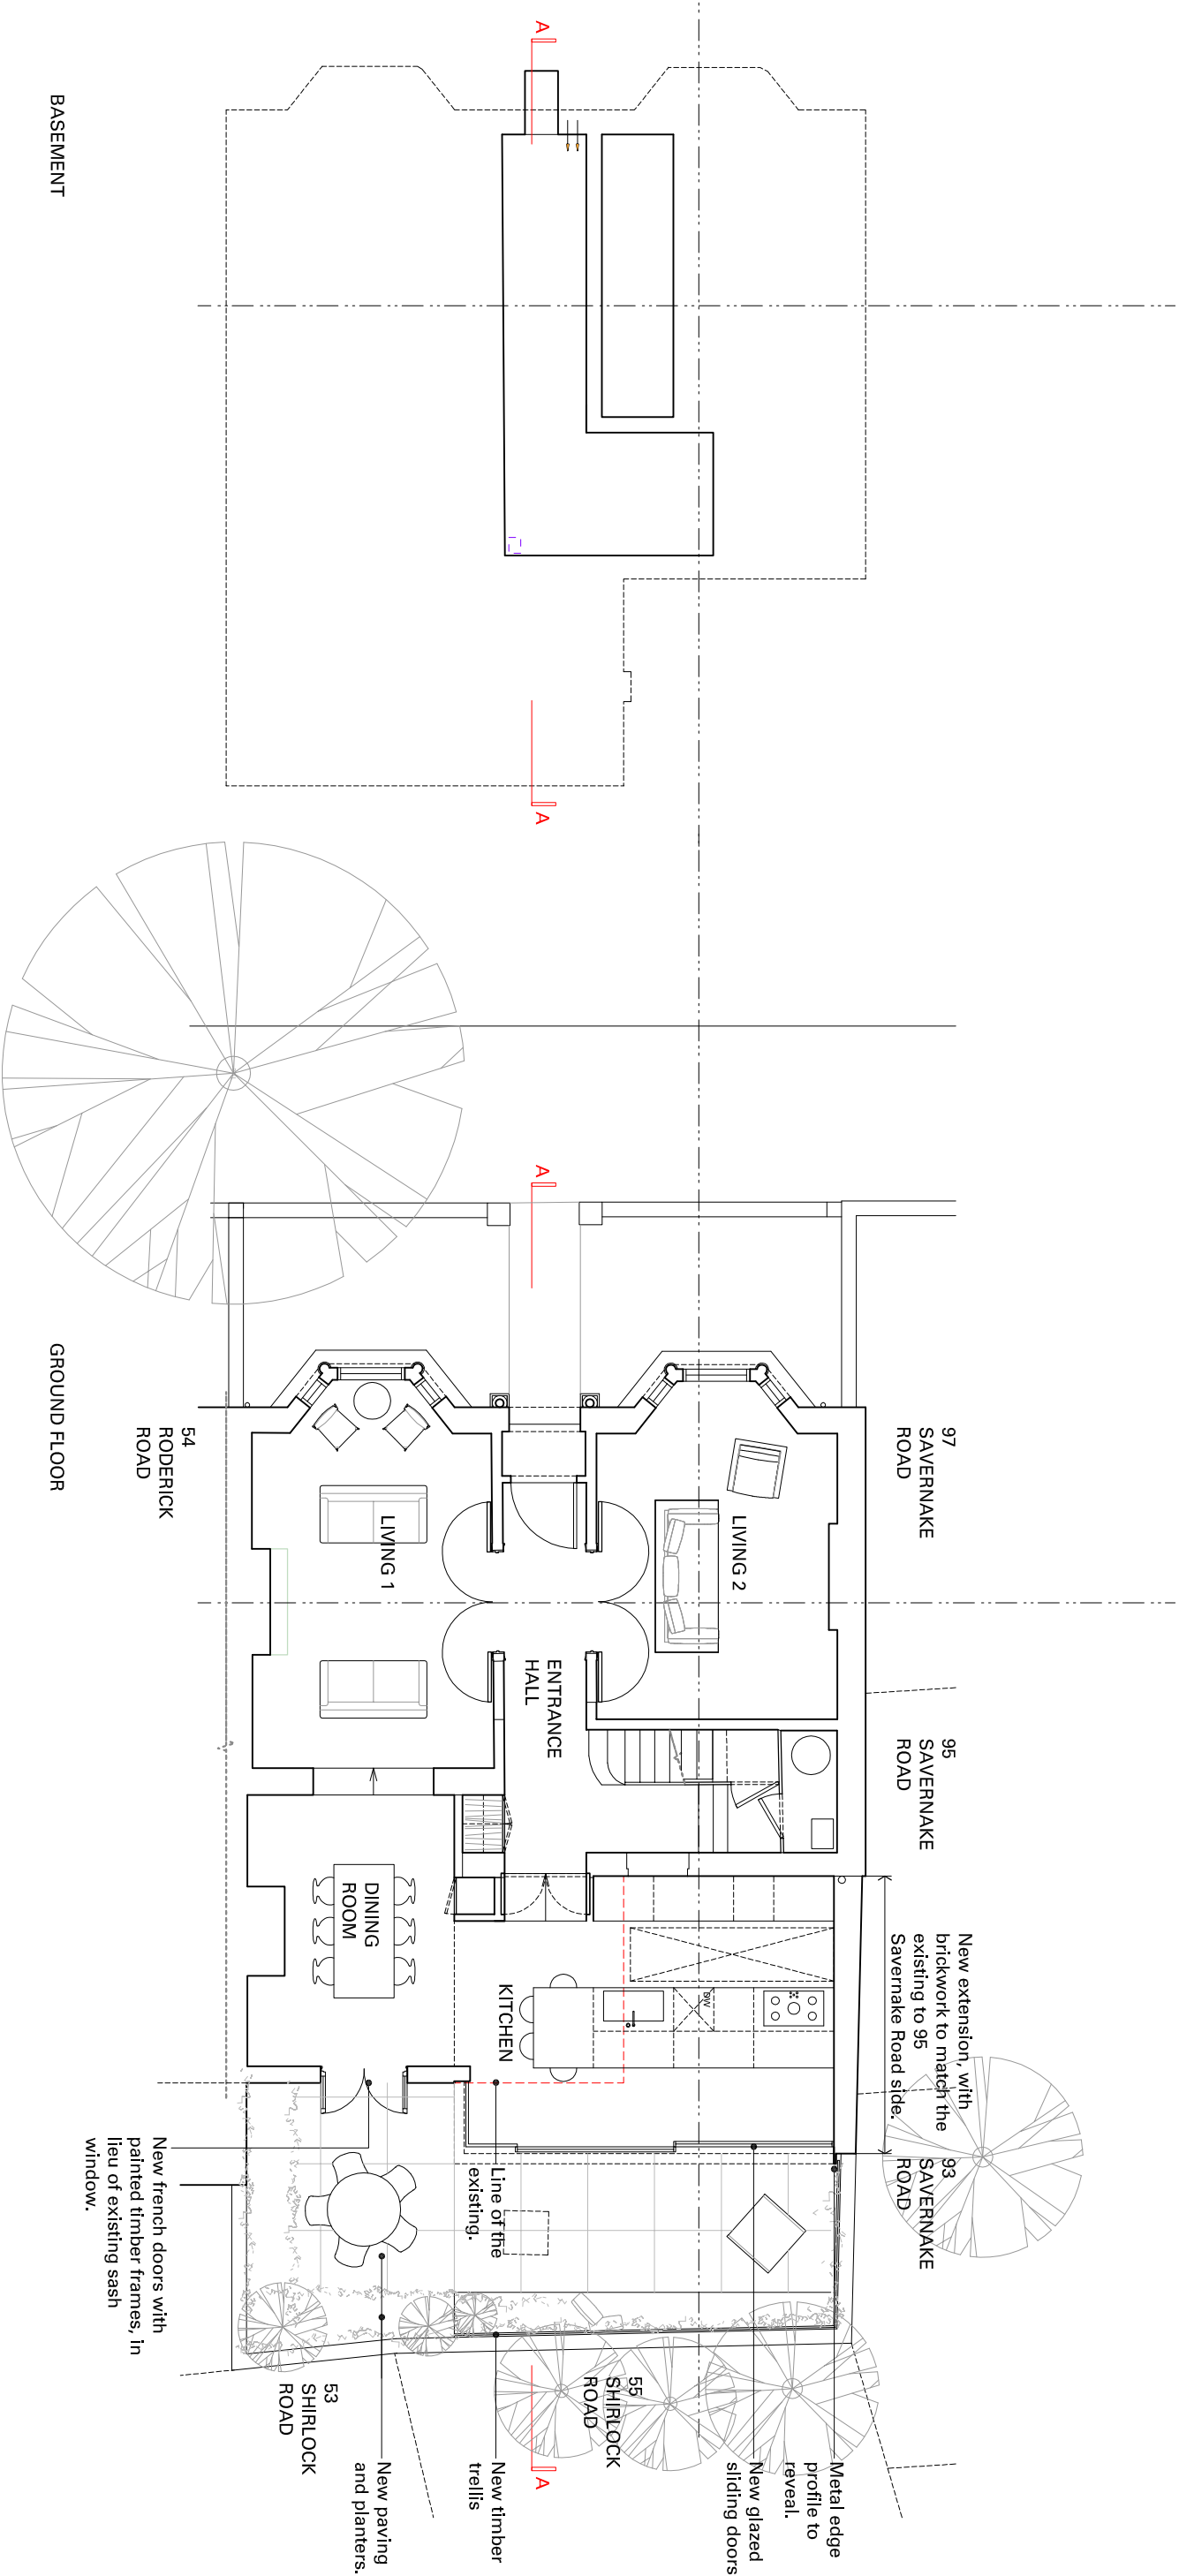 A
BASEMENT
A
A
GROUND FLOOR
54
RODERICK
ROAD
97
SAVERNAKE
ROAD
LIVING 1
LIVING 2
ENTRANCE
HALL
95
SAVERNAKE
ROAD
DINING
ROOM
KITCHEN
DW
New extension, with
brickwork to match the
existing to 95
Savernake Road side.
93
SAVERNAKE
ROAD
New french doors with
painted timber frames, in
lieu of existing sash
window.
Line of the
existing.
53
SHIRLOCK
ROAD
55
SHIRLOCK
ROAD
New paving
and planters.
New timber
trellis
New glazed
sliding doors
Metal edge
profile to
reveal.
A